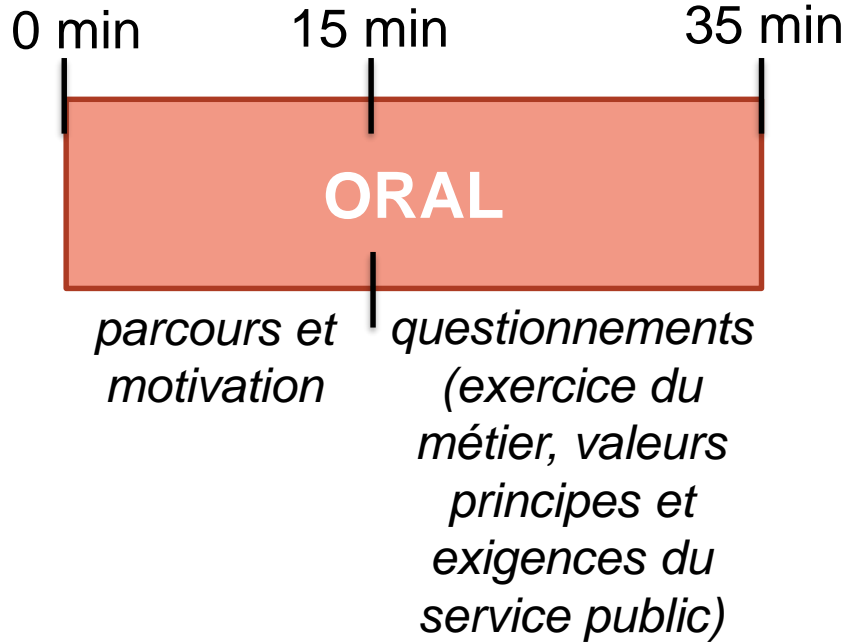 0 min 15 min 35 min
ORAL
parcours et
motivation
questionnements
(exercice du
métier, valeurs
principes et
exigences du
service public)